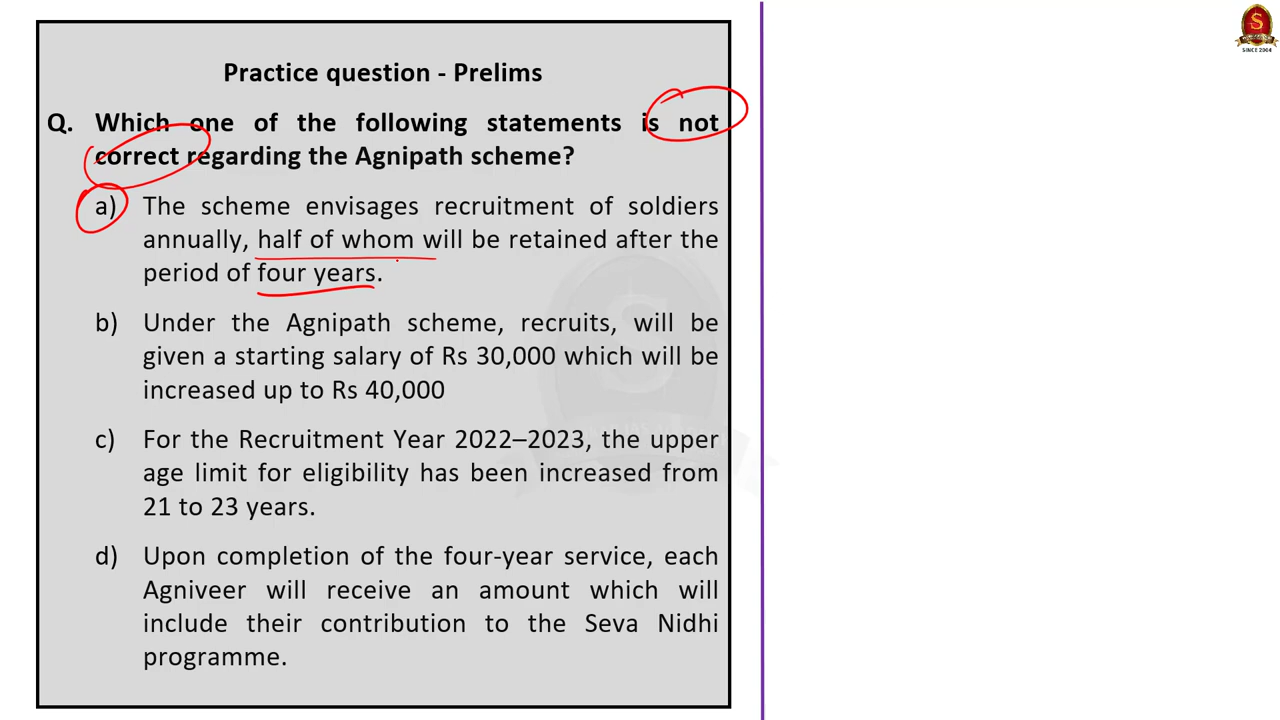 Practice question - Prelims
Q. Which one of the following statements is not
correct regarding the Agnipath scheme?
a) The scheme envisages recruitment of soldiers
annually, half of whom will be retained after the
period of four years.
b) Under the Agnipath scheme, recruits, will be
given a starting salary of Rs 30,000 which will be
increased up to Rs 40,000
c) For the Recruitment Year 2022–2023, the upper
age limit for eligibility has been increased from
21 to 23 years.
d) Upon completion of the four-year service, each
Agniveer will receive an amount which will
include their contribution to the Seva Nidhi
programme.
S
SINCE 2004